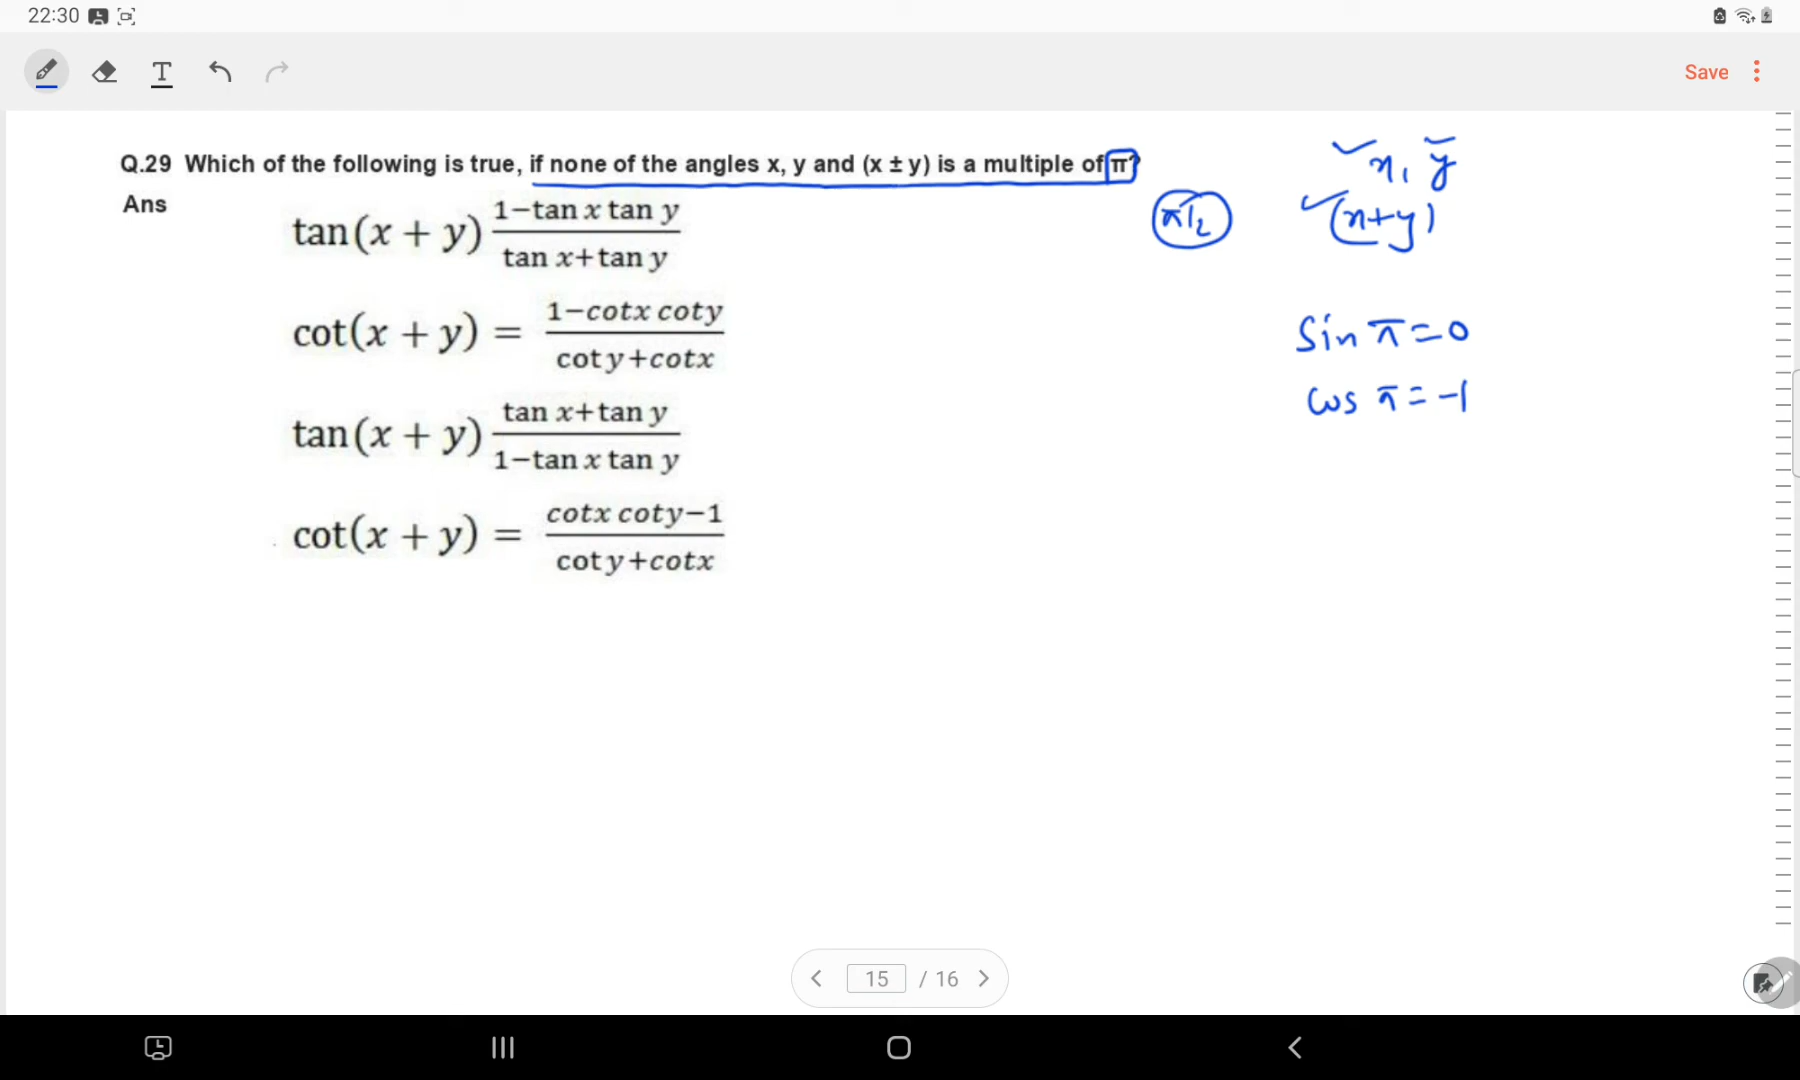 22:30
Save
Q.29 Which of the following is true, if none of the angles x, y and (x ± y) is a multiple of π?
Ans
tan(x + y) 1−tan x tan y / tan x+tan y
cot(x + y) = 1−cotx coty / coty+cotx
tan(x + y) tan x+tan y / 1−tan x tan y
cot(x + y) = cotx coty−1 / coty+cotx
x, y
π/2
(x+y)
Sin π = 0
cos π = -1
15 / 16